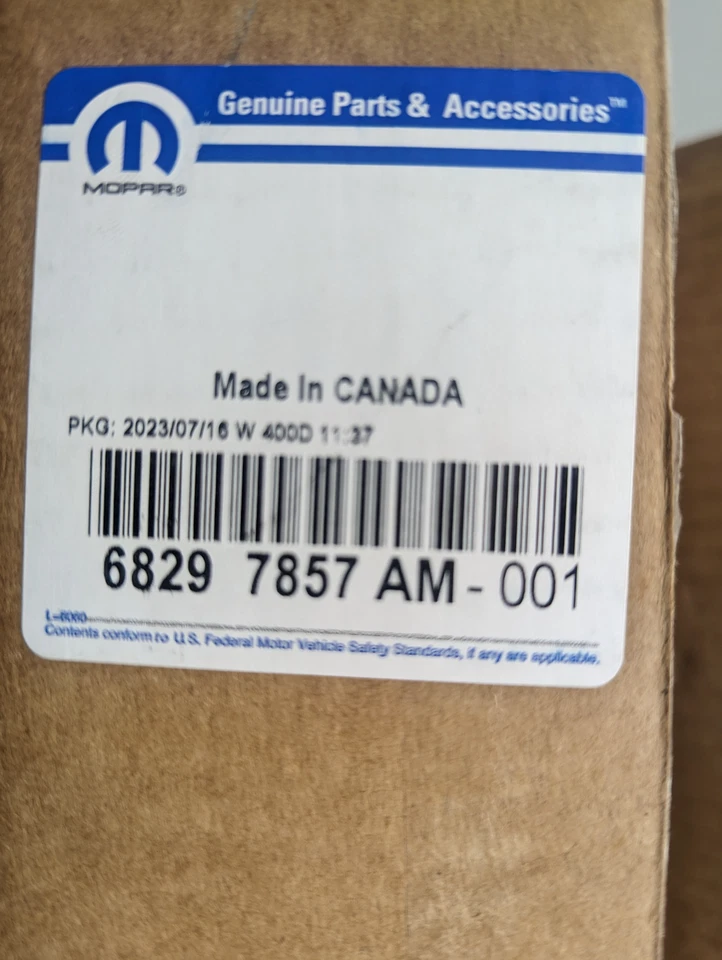 Genuine Parts & Accessories™
MOPAR®
Made In CANADA
PKG: 2023/07/16 W 400D 11:37
6829 7857 AM - 001
L-6060
Contents conform to U.S. Federal Motor Vehicle Safety Standards, if any are applicable.